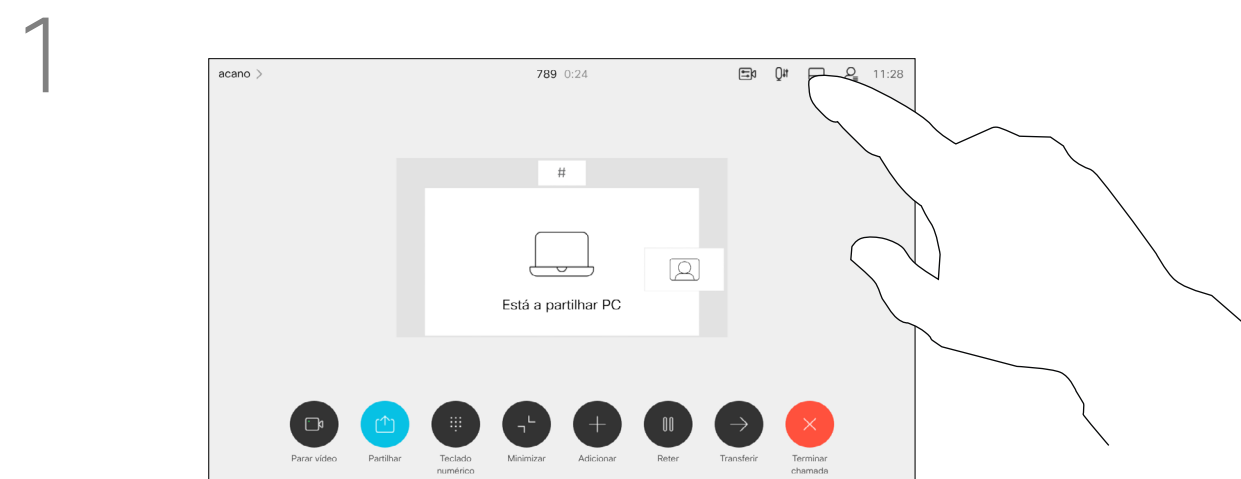 1
acano >
789 0:24
11:28
#
Está a partilhar PC
Parar vídeo
Partilhar
Teclado
numérico
Minimizar
Adicionar
Reter
Transferir
Terminar
chamada